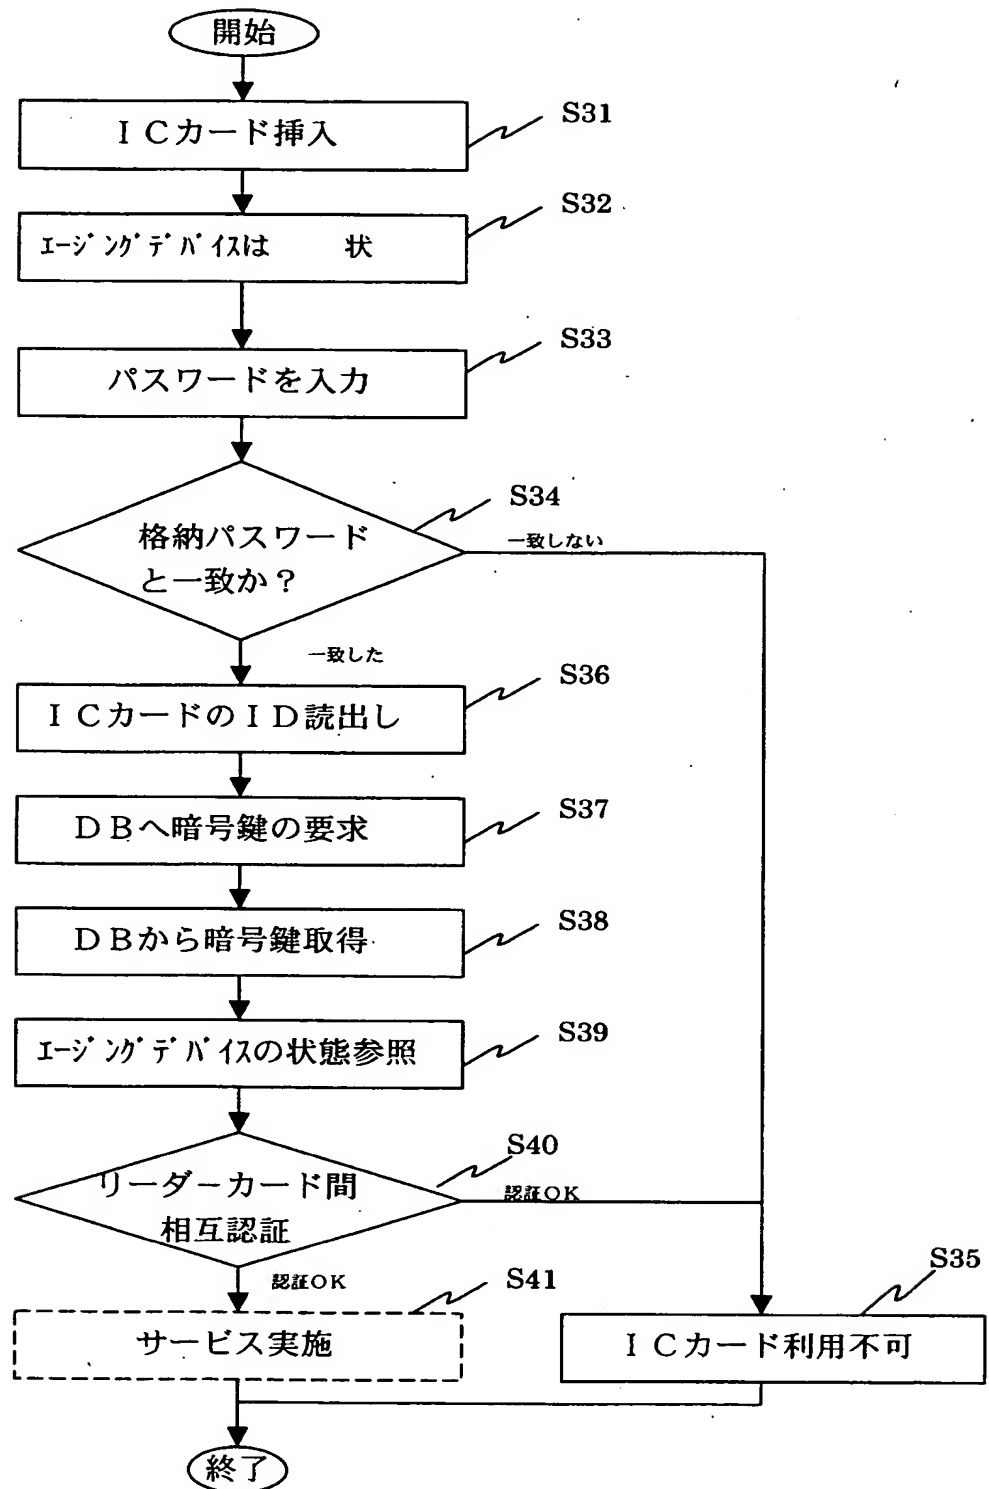 開始
ＩＣカード挿入
S31
ｴｰｼﾞﾝｸﾞﾃﾞﾊﾞｲｽは　　　状
S32
パスワードを入力
S33
格納パスワード
と一致か？
S34
一致しない
一致した
ＩＣカードのＩＤ読出し
S36
ＤＢへ暗号鍵の要求
S37
ＤＢから暗号鍵取得
S38
ｴｰｼﾞﾝｸﾞﾃﾞﾊﾞｲｽの状態参照
S39
リーダーカード間
相互認証
S40
認証OK
認証OK
サービス実施
S41
ＩＣカード利用不可
S35
終了